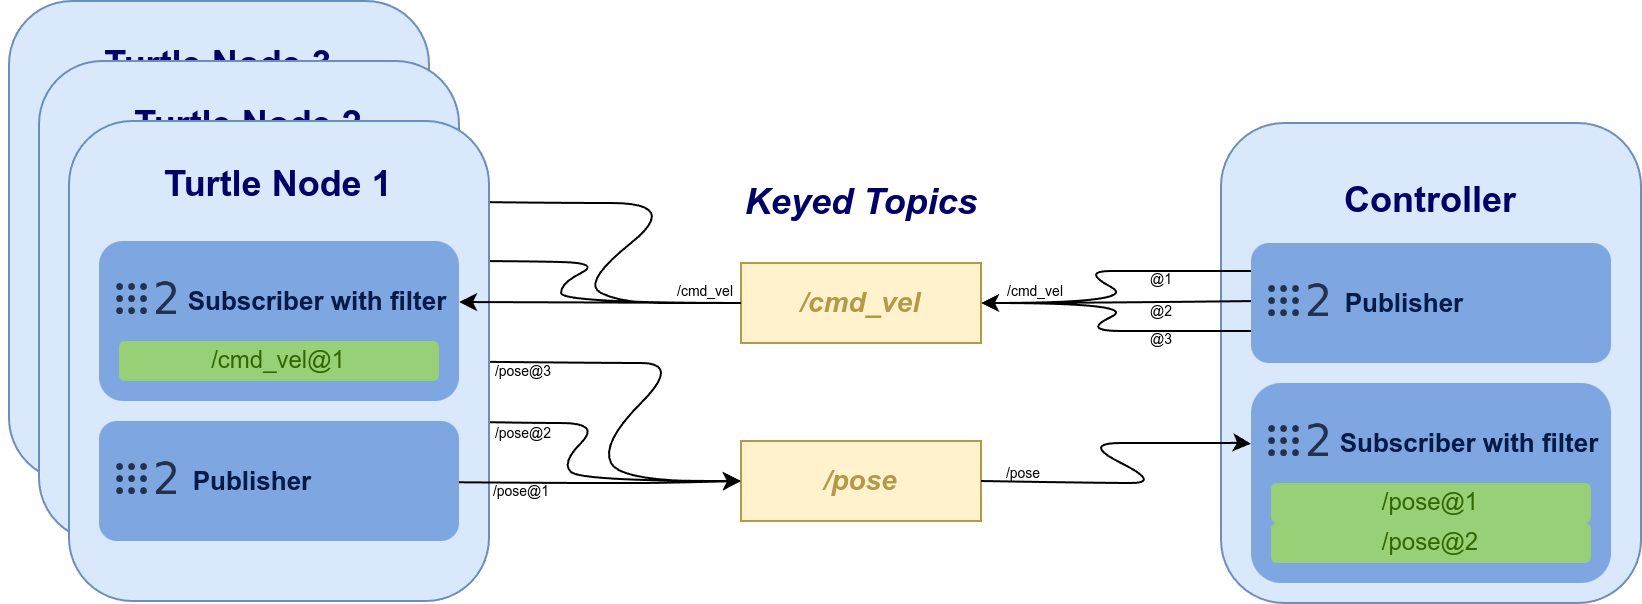 Turtle Node 3
Turtle Node 2
Turtle Node 1
2 Subscriber with filter
/cmd_vel@1
2 Publisher
/pose@3
/pose@2
/pose@1
Keyed Topics
/cmd_vel
/cmd_vel
/cmd_vel
/pose
/pose
@1
@2
@3
Controller
2 Publisher
2 Subscriber with filter
/pose@1
/pose@2